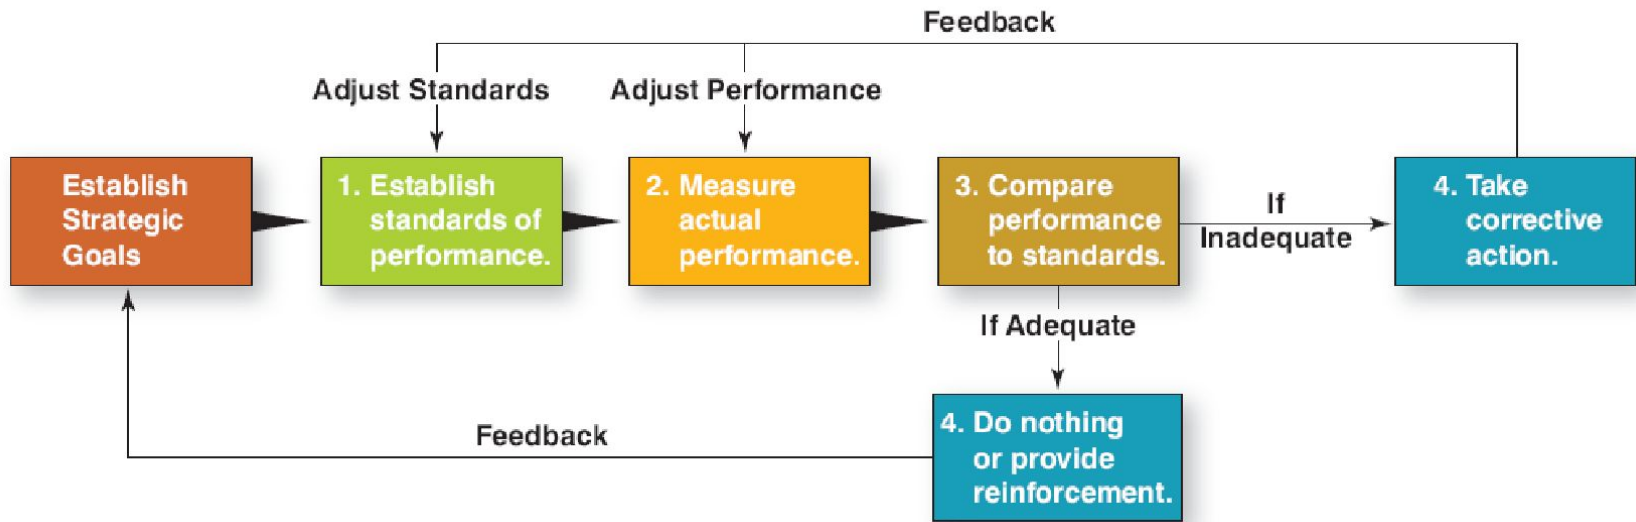 Feedback
Adjust Standards
Adjust Performance
Establish
Strategic
Goals
1. Establish
standards of
performance.
2. Measure
actual
performance.
3. Compare
performance
to standards.
If
Inadequate
4. Take
corrective
action.
If Adequate
4. Do nothing
or provide
reinforcement.
Feedback